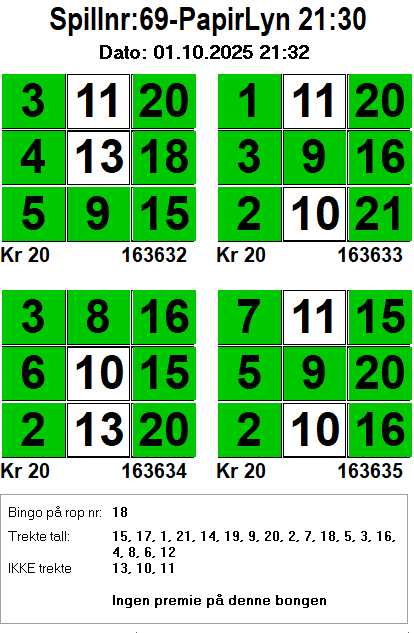 Spillnr:69-PapirLyn 21:30
Dato: 01.10.2025 21:32
3 11 20
4 13 18
5 9 15
Kr 20 163632
1 11 20
3 9 16
2 10 21
Kr 20 163633
3 8 16
6 10 15
2 13 20
Kr 20 163634
7 11 15
5 9 20
2 10 16
Kr 20 163635
Bingo på rop nr: 18
Trekte tall: 15, 17, 1, 21, 14, 19, 9, 20, 2, 7, 18, 5, 3, 16,
4, 8, 6, 12
IKKE trekte 13, 10, 11
Ingen premie på denne bongen